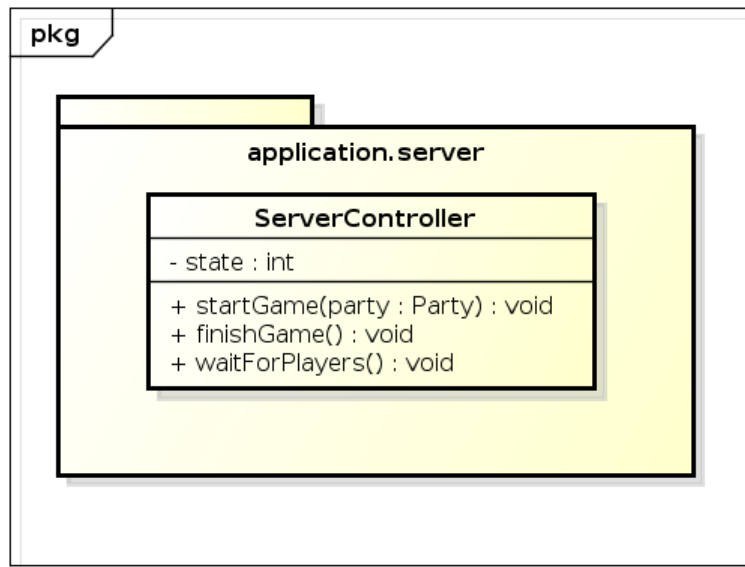 pkg
application.server
ServerController
- state : int
+ startGame(party : Party) : void
+ finishGame() : void
+ waitForPlayers() : void